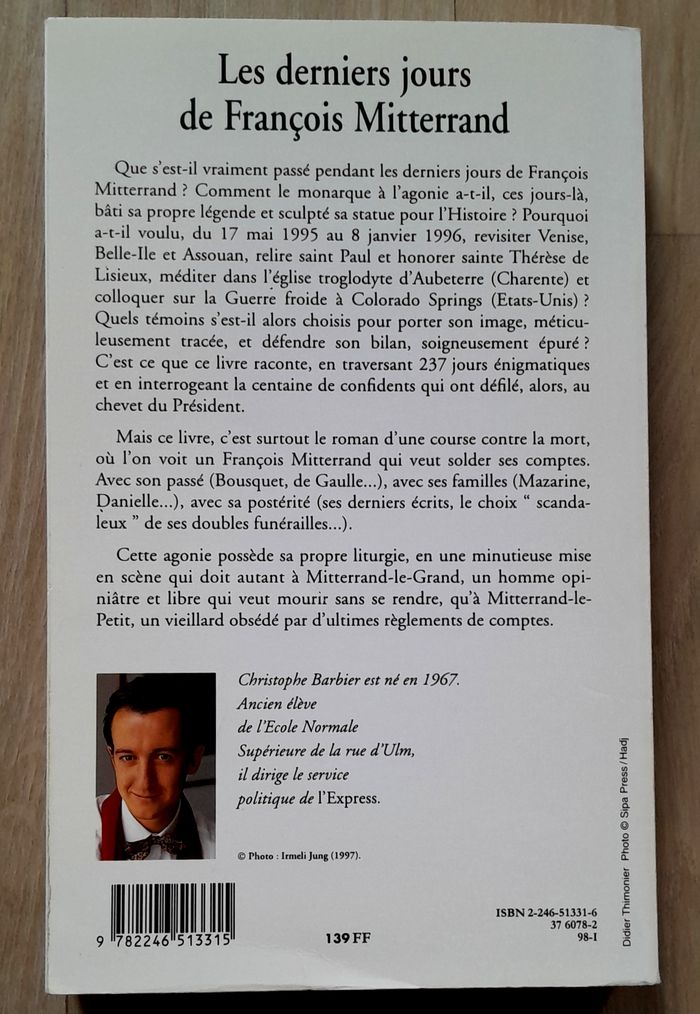 Les derniers jours
de François Mitterrand
Que s'est-il vraiment passé pendant les derniers jours de François
Mitterrand ? Comment le monarque à l'agonie a-t-il, ces jours-là,
bâti sa propre légende et sculpté sa statue pour l'Histoire ? Pourquoi
a-t-il voulu, du 17 mai 1995 au 8 janvier 1996, revisiter Venise,
Belle-Ile et Assouan, relire saint Paul et honorer sainte Thérèse de
Lisieux, méditer dans l'église troglodyte d'Aubeterre (Charente) et
colloquer sur la Guerre froide à Colorado Springs (Etats-Unis) ?
Quels témoins s'est-il alors choisis pour porter son image, méticu-
leusement tracée, et défendre son bilan, soigneusement épuré ?
C'est ce que ce livre raconte, en traversant 237 jours énigmatiques
et en interrogeant la centaine de confidents qui ont défilé, alors, au
chevet du Président.
Mais ce livre, c'est surtout le roman d'une course contre la mort,
où l'on voit un François Mitterrand qui veut solder ses comptes.
Avec son passé (Bousquet, de Gaulle...), avec ses familles (Mazarine,
Danielle...), avec sa postérité (ses derniers écrits, le choix “ scanda-
leux ” de ses doubles funérailles...).
Cette agonie possède sa propre liturgie, en une minutieuse mise
en scène qui doit autant à Mitterrand-le-Grand, un homme opi-
niâtre et libre qui veut mourir sans se rendre, qu'à Mitterrand-le-
Petit, un vieillard obsédé par d'ultimes règlements de comptes.
Christophe Barbier est né en 1967.
Ancien élève
de l'Ecole Normale
Supérieure de la rue d'Ulm,
il dirige le service
politique de l'Express.
© Photo : Irmeli Jung (1997).
Didier Thimonier Photo © Sipa Press / Hadj
9 782246 513315
139 FF
ISBN 2-246-51331-6
37 6078-2
98-I